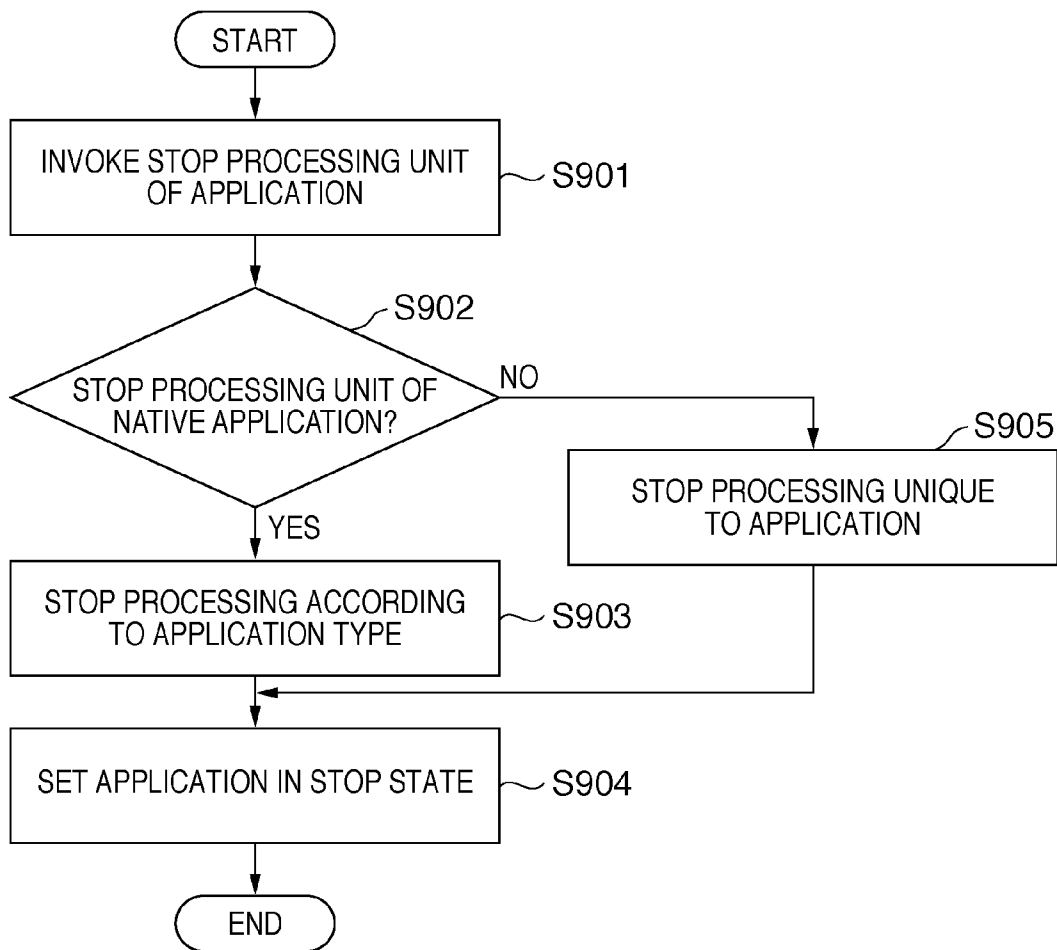 START
INVOKE STOP PROCESSING UNIT
OF APPLICATION
S901
S902
STOP PROCESSING UNIT OF
NATIVE APPLICATION?
NO
YES
S905
STOP PROCESSING UNIQUE
TO APPLICATION
STOP PROCESSING ACCORDING
TO APPLICATION TYPE
S903
SET APPLICATION IN STOP STATE
S904
END